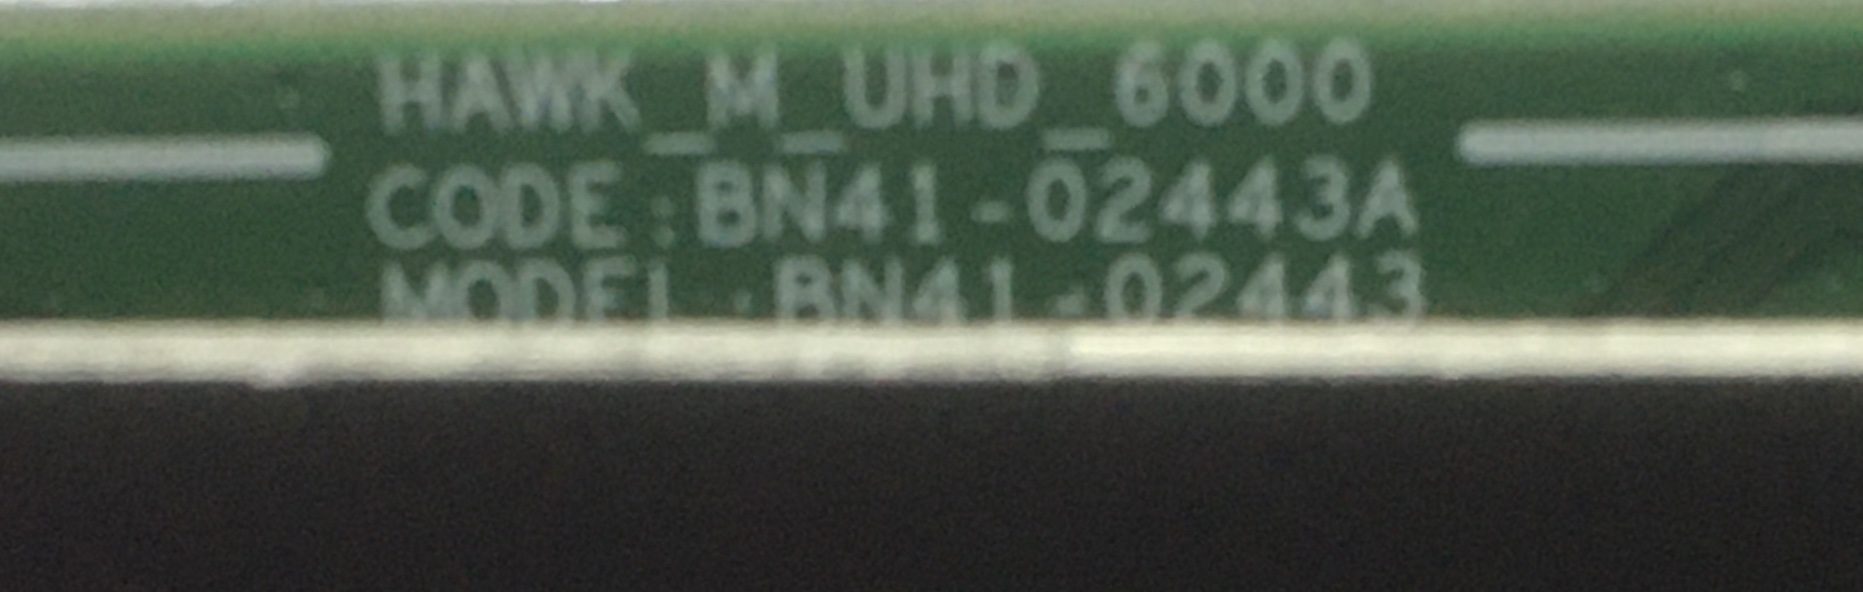 HAWK_M_UHD_6000
CODE:BN41-02443A
MODEL:BN41-02443